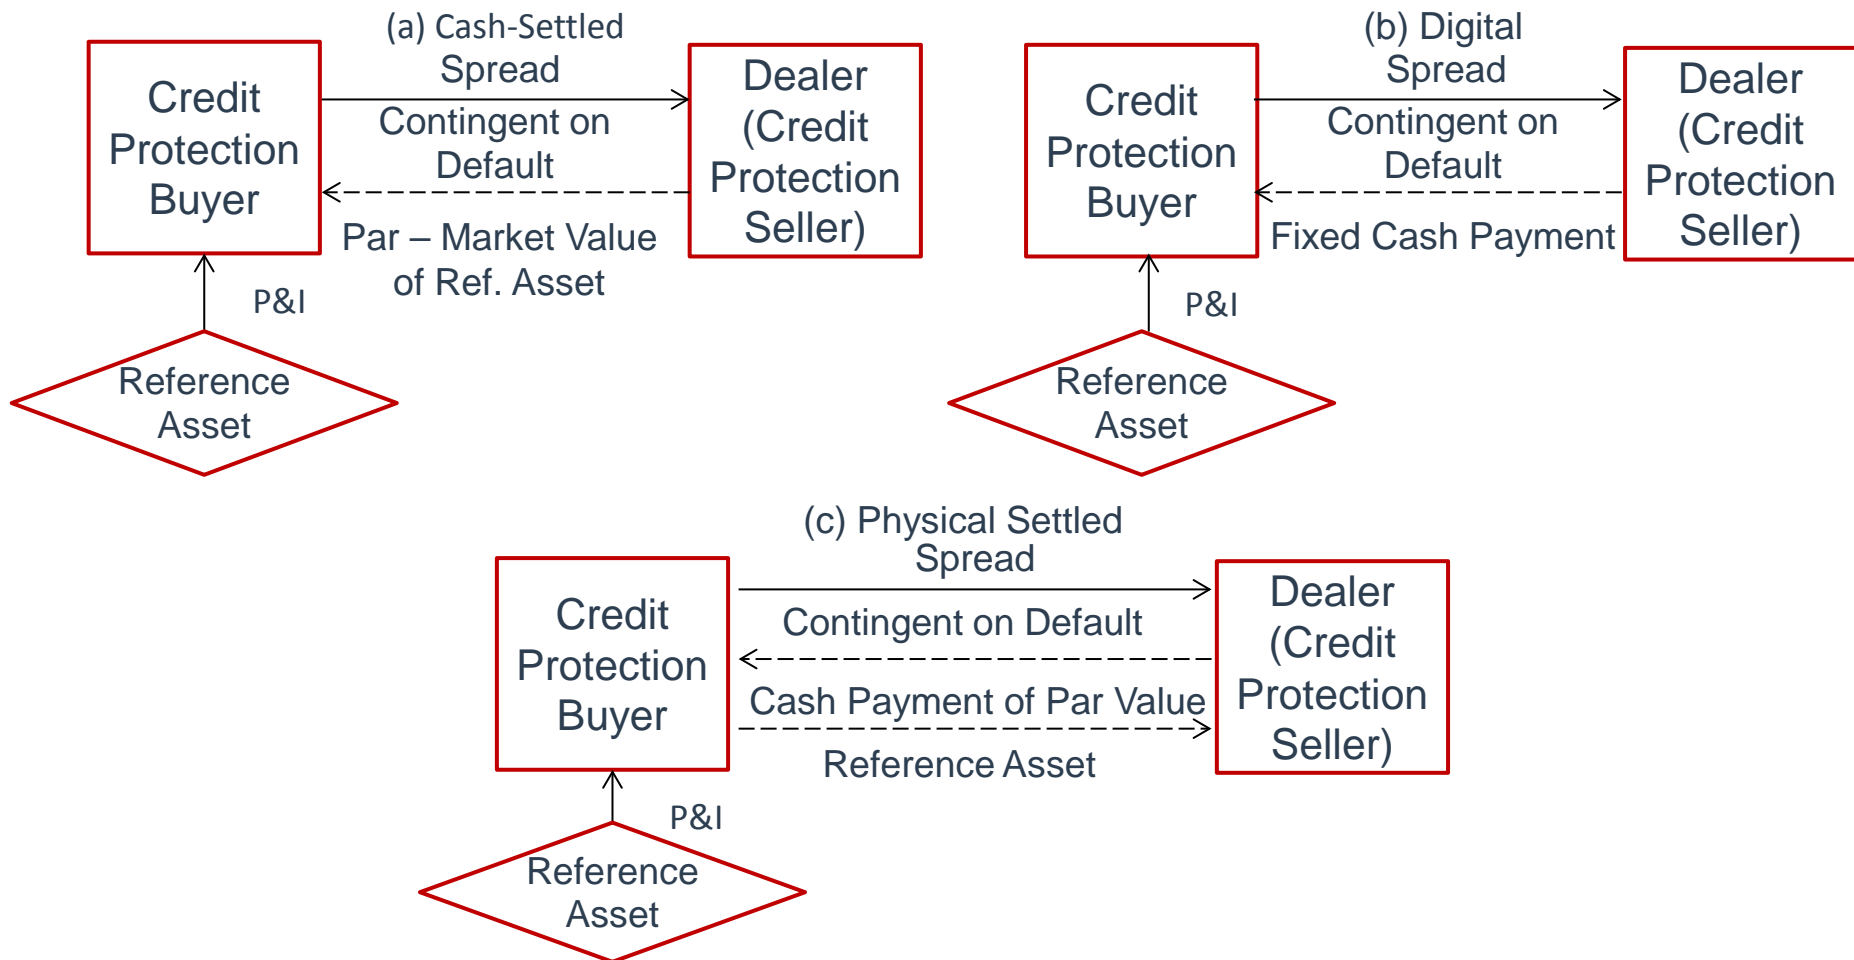 (a) Cash-Settled
Spread
Credit
Protection
Buyer
Contingent on
Default
Par – Market Value
of Ref. Asset
Dealer
(Credit
Protection
Seller)
P&I
Reference
Asset
(b) Digital
Spread
Credit
Protection
Buyer
Contingent on
Default
Fixed Cash Payment
Dealer
(Credit
Protection
Seller)
P&I
Reference
Asset
(c) Physical Settled
Spread
Credit
Protection
Buyer
Contingent on Default
Cash Payment of Par Value
Reference Asset
Dealer
(Credit
Protection
Seller)
P&I
Reference
Asset